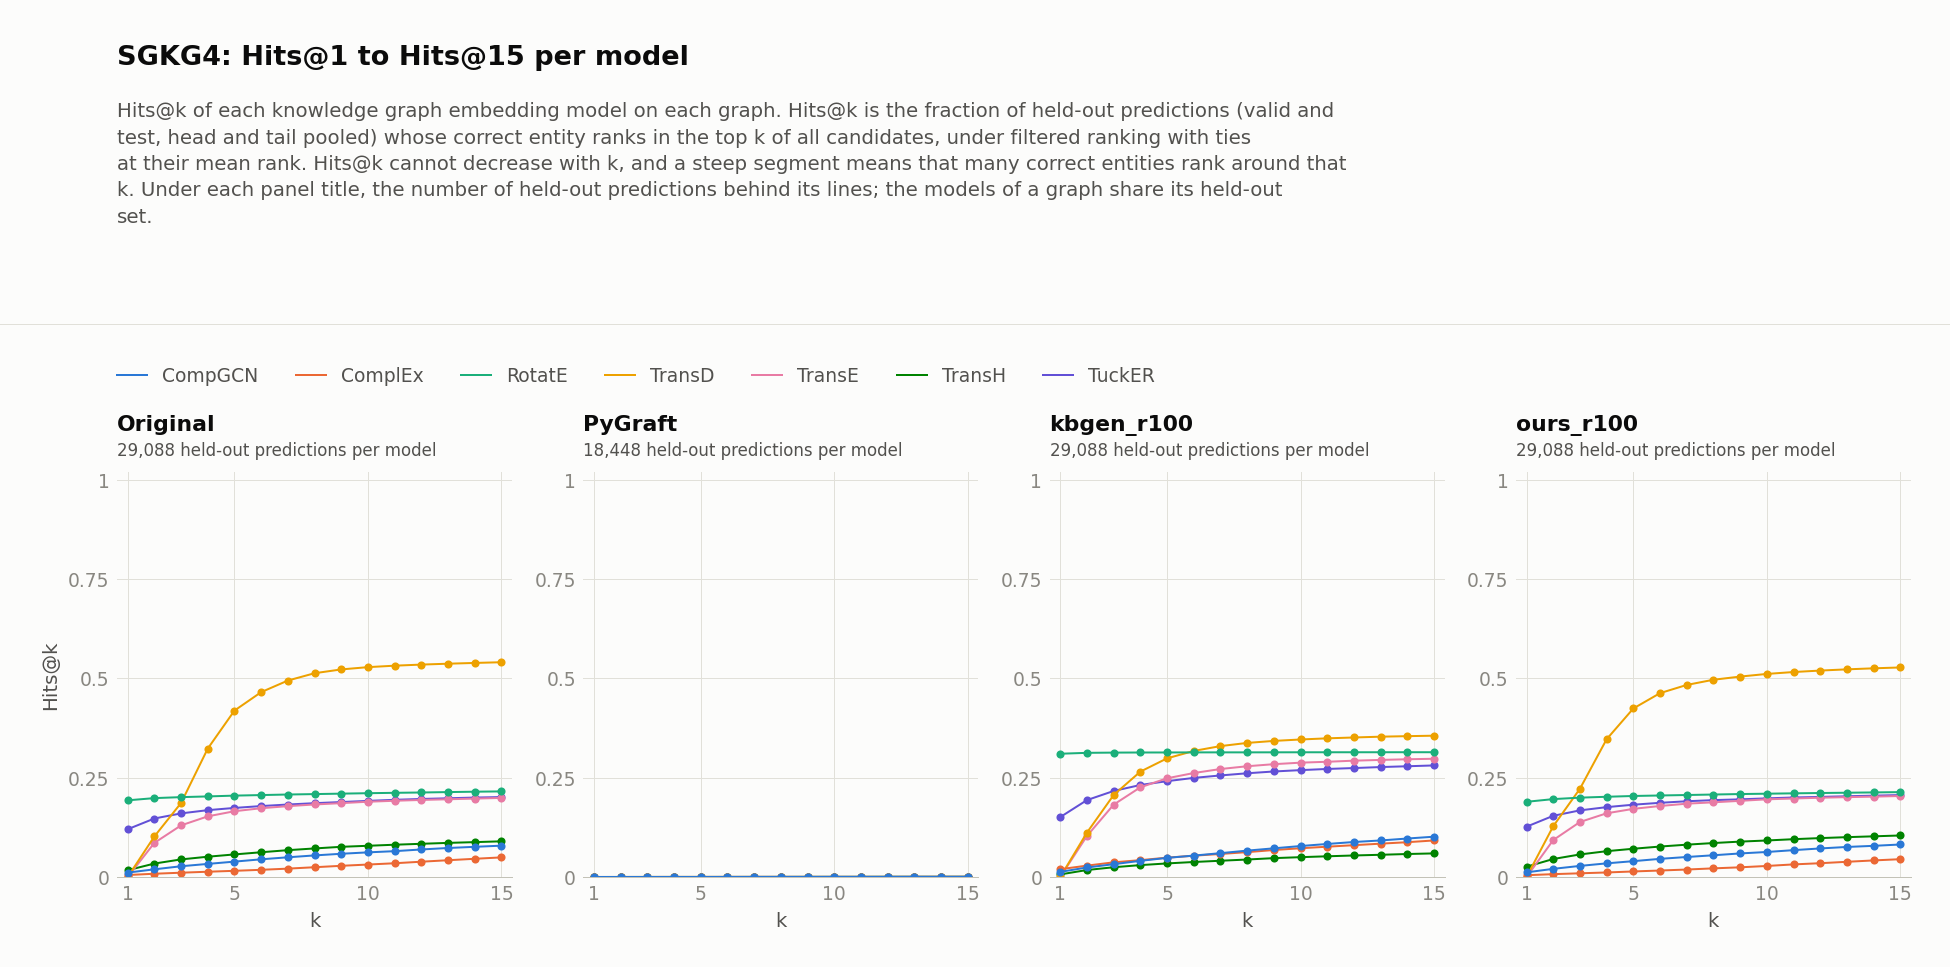 SGKG4: Hits@1 to Hits@15 per model
Hits@k of each knowledge graph embedding model on each graph. Hits@k is the fraction of held-out predictions (valid and
test, head and tail pooled) whose correct entity ranks in the top k of all candidates, under filtered ranking with ties
at their mean rank. Hits@k cannot decrease with k, and a steep segment means that many correct entities rank around that
k. Under each panel title, the number of held-out predictions behind its lines; the models of a graph share its held-out
set.
CompGCN ComplEx RotatE TransD TransE TransH TuckER
Original
29,088 held-out predictions per model
1
0.75
0.5
0.25
0
Hits@k
1 5 10 15
k
PyGraft
18,448 held-out predictions per model
1
0.75
0.5
0.25
0
1 5 10 15
k
kbgen_r100
29,088 held-out predictions per model
1
0.75
0.5
0.25
0
1 5 10 15
k
ours_r100
29,088 held-out predictions per model
1
0.75
0.5
0.25
0
1 5 10 15
k